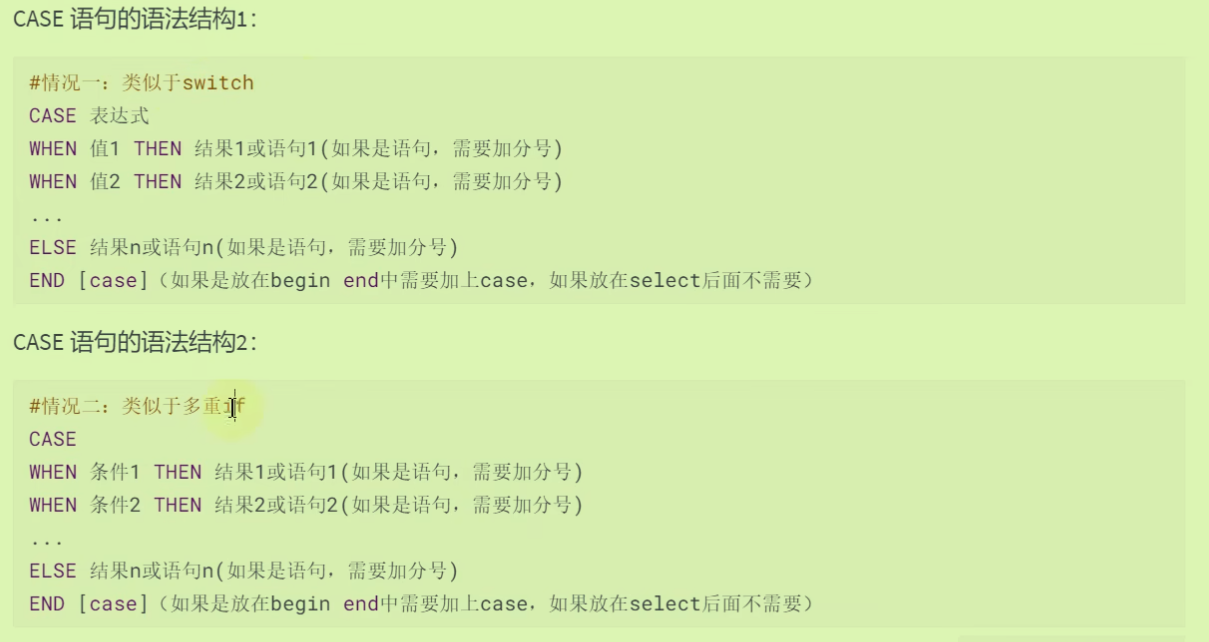 CASE 语句的语法结构1：
#情况一：类似于switch
CASE 表达式
WHEN 值1 THEN 结果1或语句1(如果是语句，需要加分号)
WHEN 值2 THEN 结果2或语句2(如果是语句，需要加分号)
...
ELSE 结果n或语句n(如果是语句，需要加分号)
END [case]（如果是放在begin end中需要加上case，如果放在select后面不需要）
CASE 语句的语法结构2：
#情况二：类似于多重if
CASE
WHEN 条件1 THEN 结果1或语句1(如果是语句，需要加分号)
WHEN 条件2 THEN 结果2或语句2(如果是语句，需要加分号)
...
ELSE 结果n或语句n(如果是语句，需要加分号)
END [case]（如果是放在begin end中需要加上case，如果放在select后面不需要）